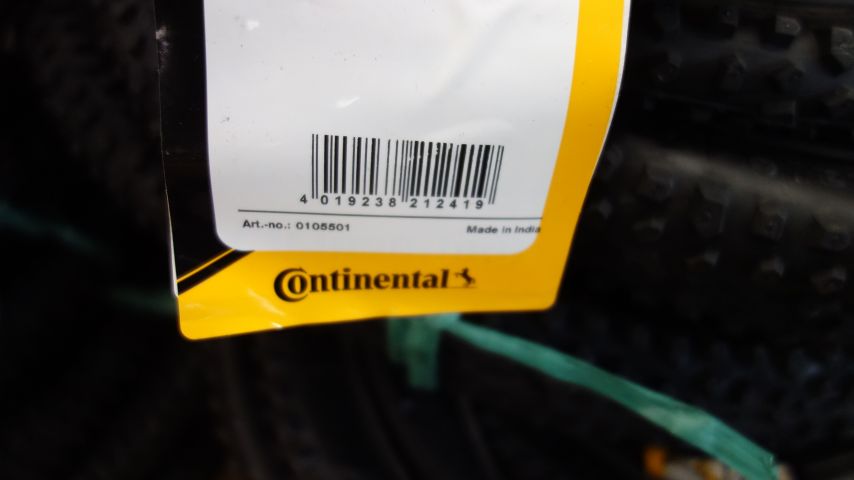 4 019238 212419
Art.-no.: 0105501 Made in India
Continental